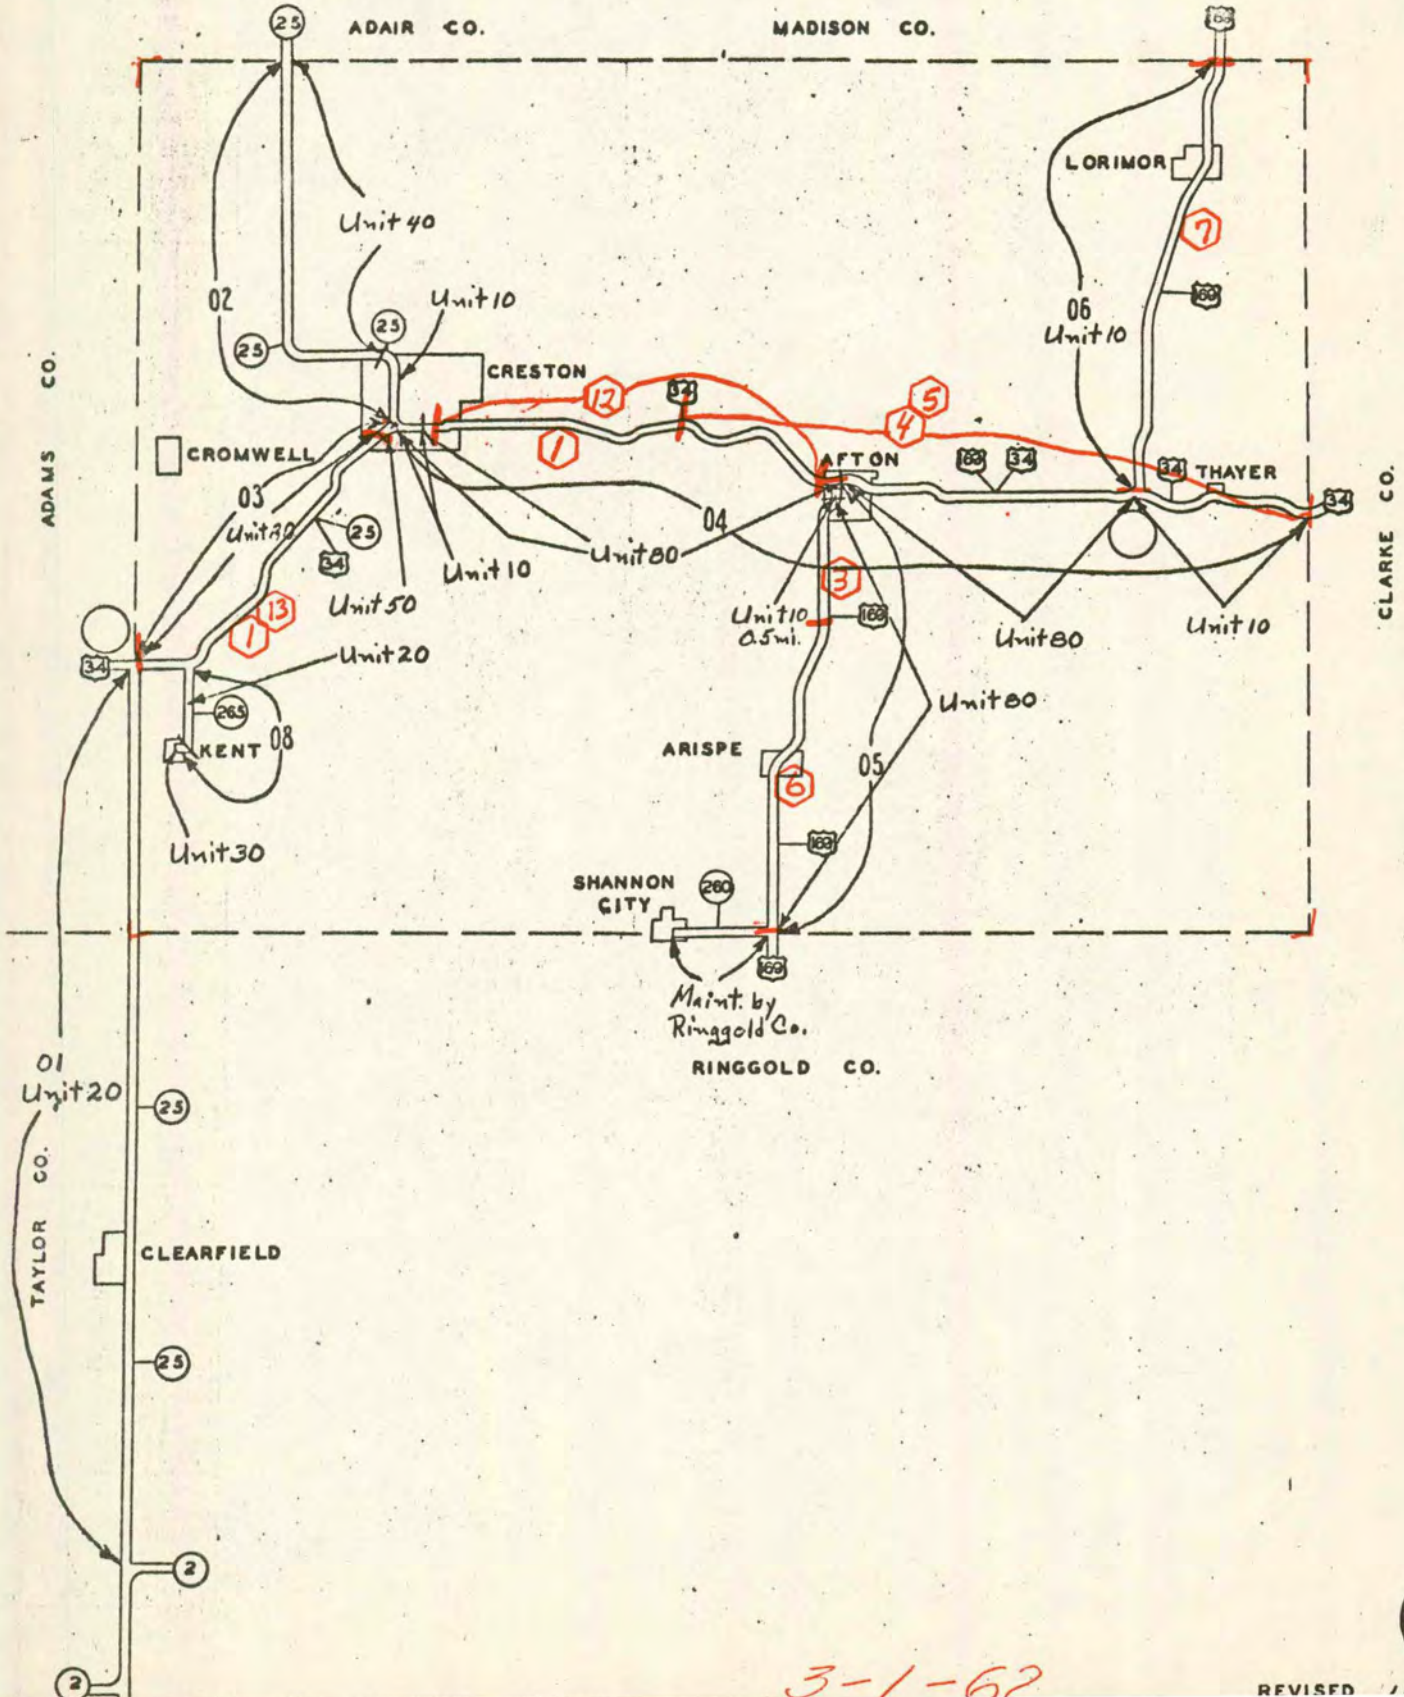 25
ADAIR CO.
MADISON CO.
169
LORIMOR
7
Unit 40
02
Unit 10
06
Unit 10
169
25
25
CRESTON
ADAMS CO.
12
34
5
4
1
CROMWELL
AFTON
169
34
34
THAYER
34
CLARKE CO.
03
25
34
04
Unit 80
Unit 10
3
Unit 50
Unit 10
0.5mi.
169
Unit 80
Unit 10
13
1
34
Unit 20
265
KENT
08
Unit 80
ARISPE
05
6
Unit 30
169
SHANNON
CITY
260
169
Maint. by
Ringgold Co.
RINGGOLD CO.
01
Unit 20
25
TAYLOR CO.
CLEARFIELD
25
2
2
3-1-62
REVISED